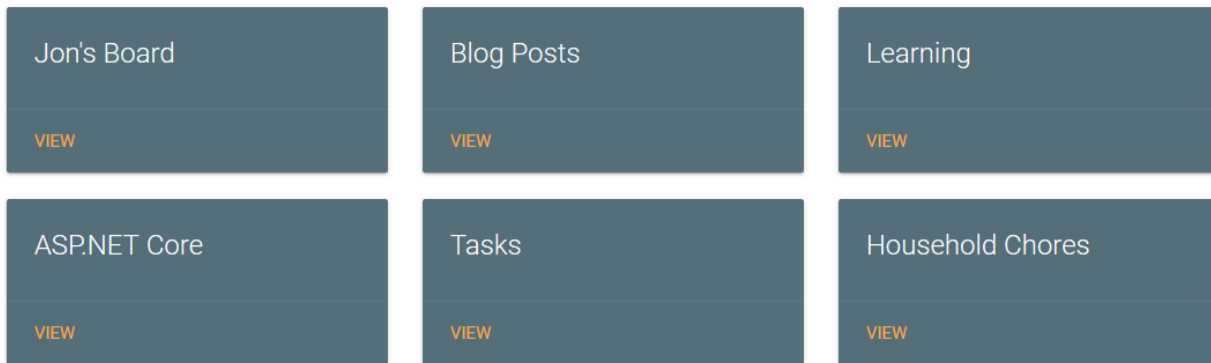 Jon's Board
Blog Posts
Learning
VIEW
VIEW
VIEW
ASP.NET Core
Tasks
Household Chores
VIEW
VIEW
VIEW